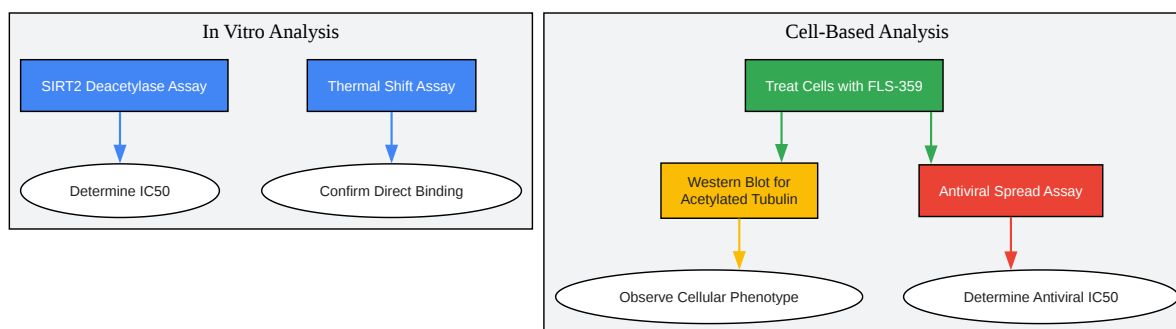 In Vitro Analysis
SIRT2 Deacetylase Assay
Thermal Shift Assay
Determine IC50
Confirm Direct Binding
Cell-Based Analysis
Treat Cells with FLS-359
Western Blot for
Acetylated Tubulin
Antiviral Spread Assay
Observe Cellular Phenotype
Determine Antiviral IC50